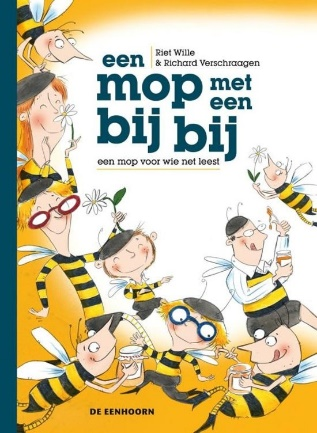 Riet Wille
& Richard Verschraagen
een
mop met
een
bij bij
een mop voor wie net leest
DE EENHOORN